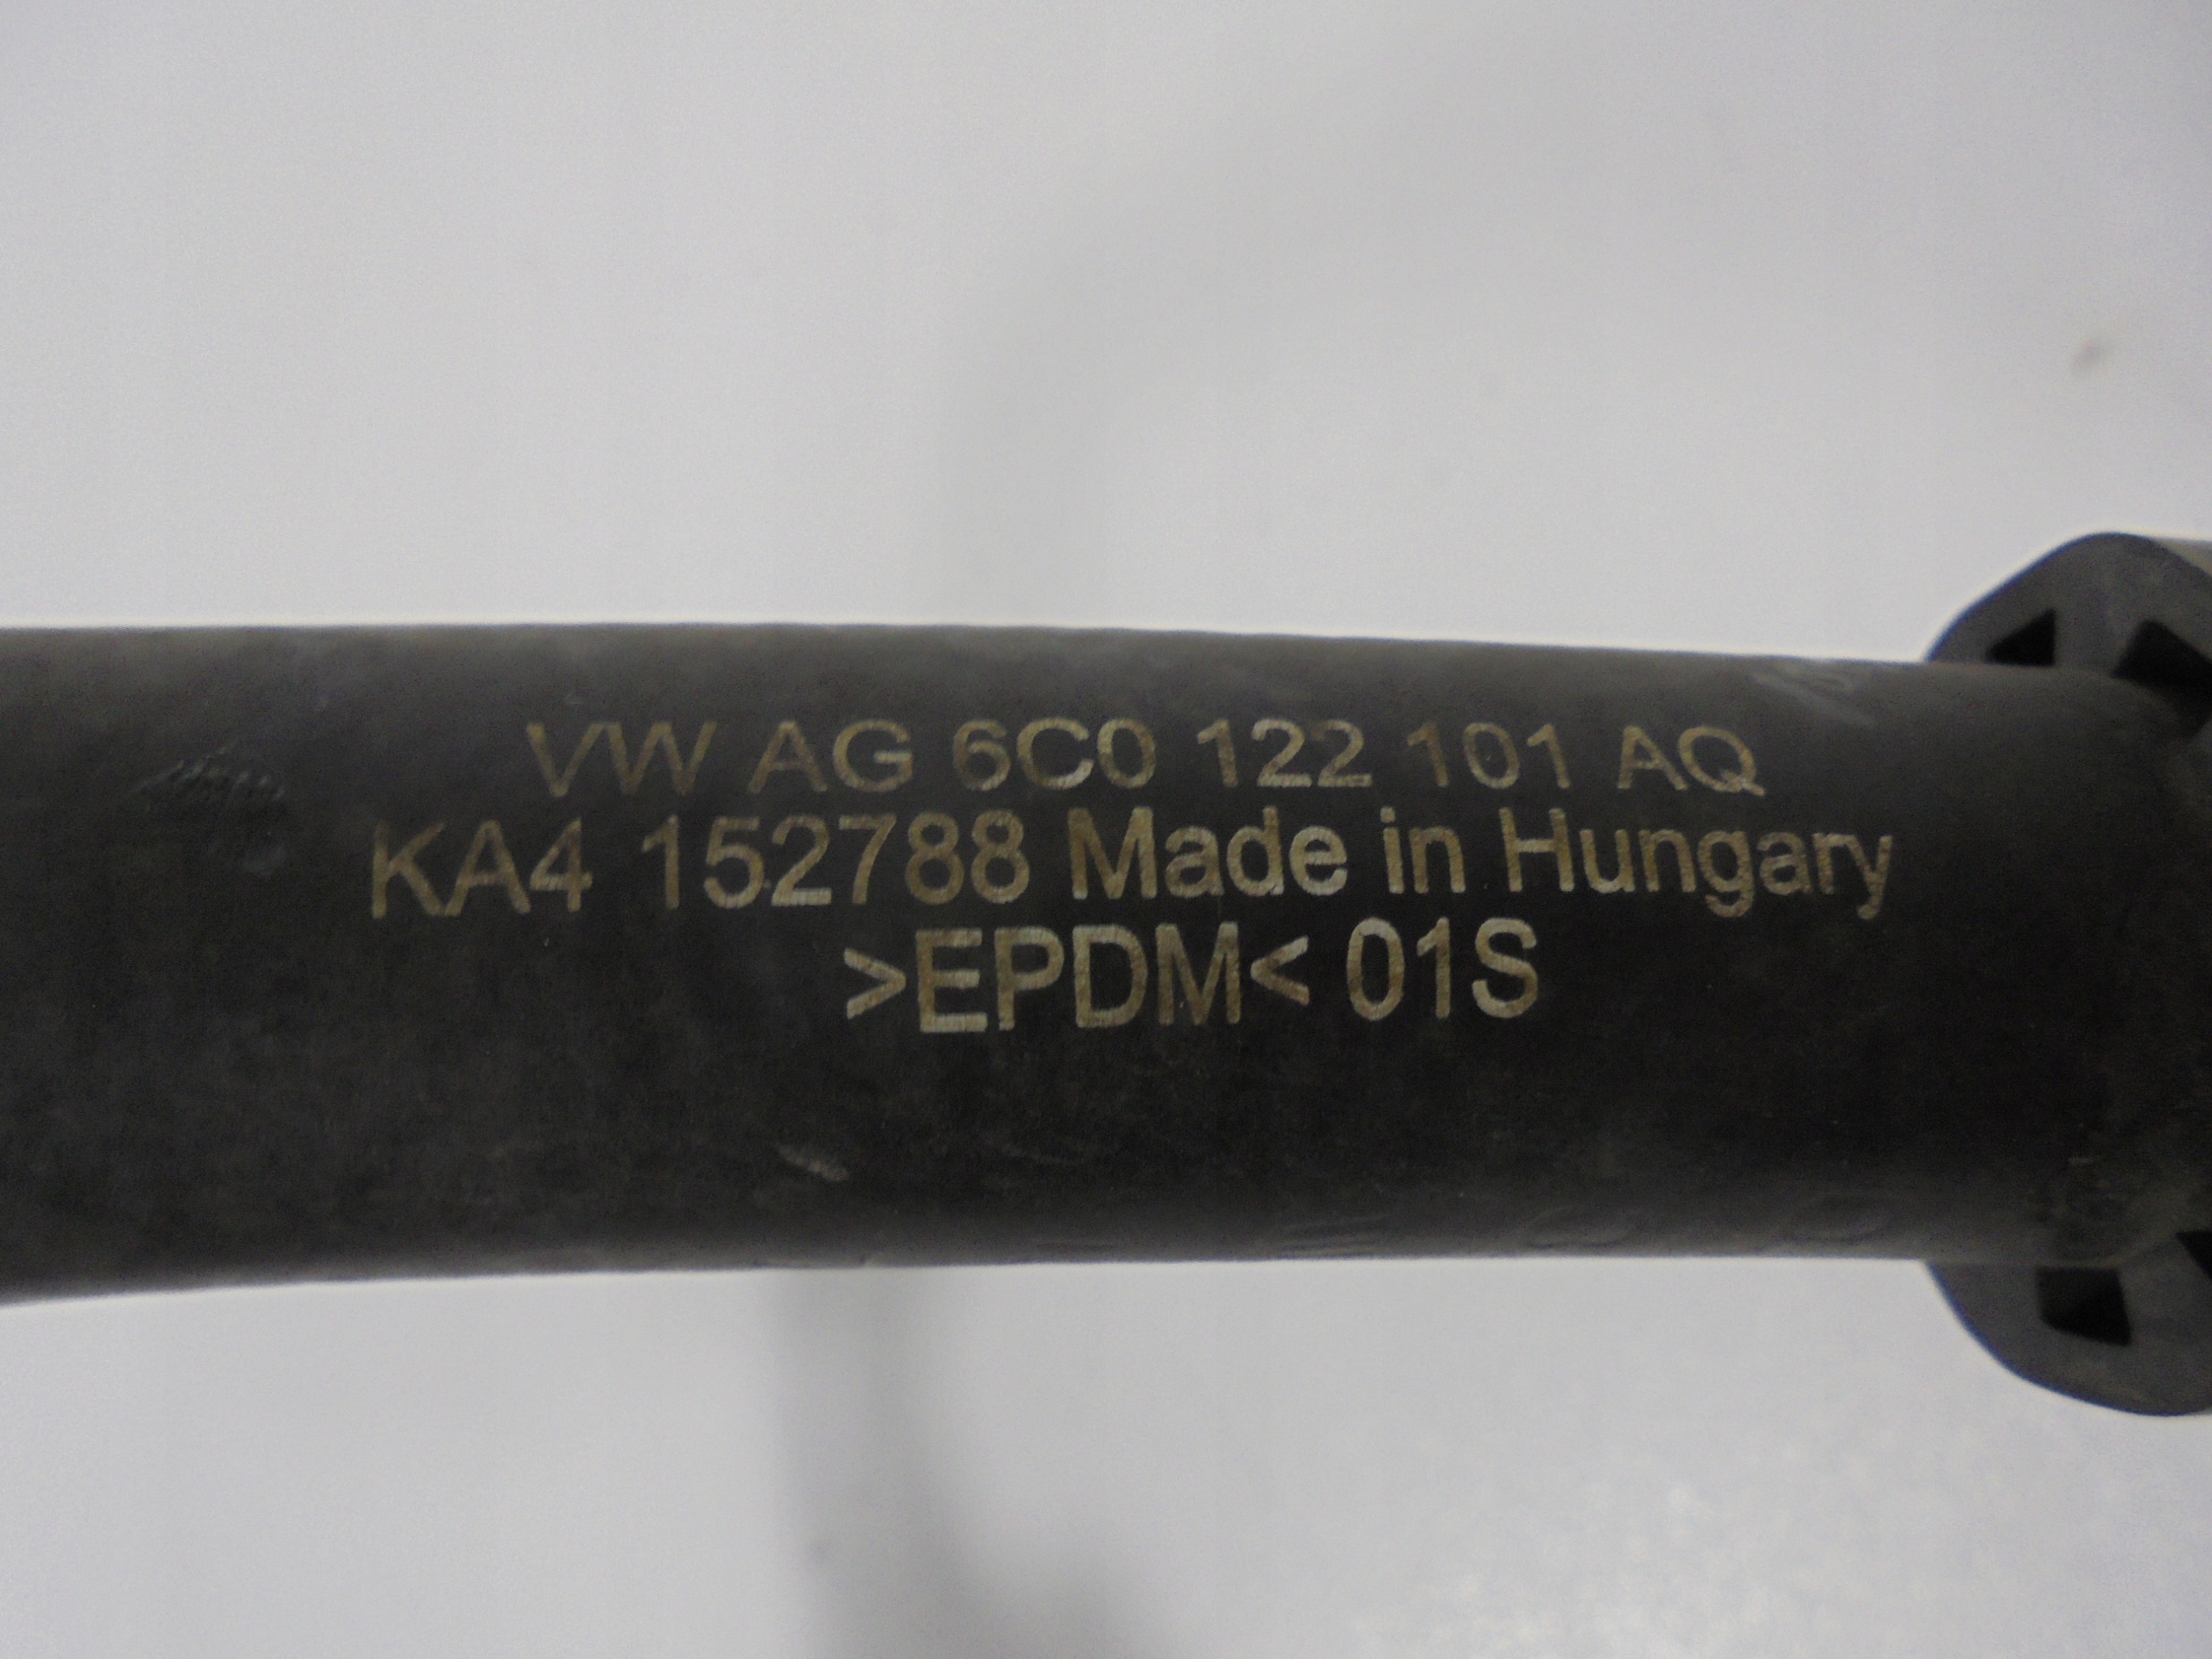 VW AG 6C0 122 101 AQ
KA4 152788 Made in Hungary
>EPDM< 01S